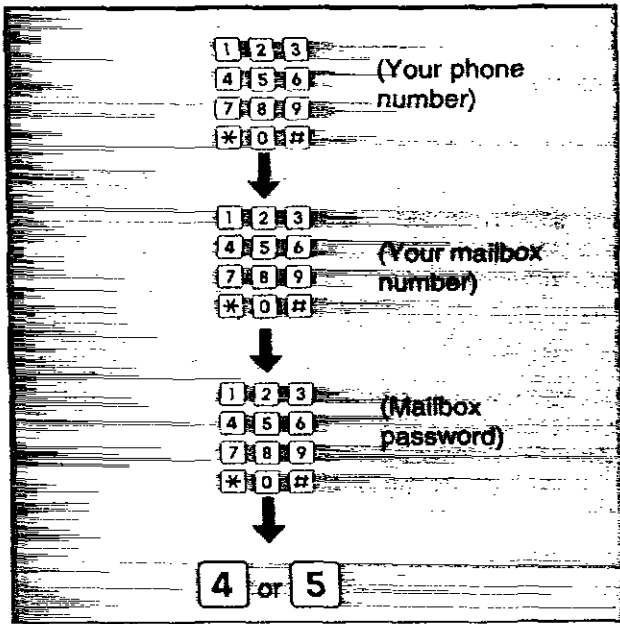 1 2 3
4 5 6
7 8 9
* 0 #
(Your phone
number)
1 2 3
4 5 6
7 8 9
* 0 #
(Your mailbox
number)
1 2 3
4 5 6
7 8 9
* 0 #
(Mailbox
password)
4 or 5